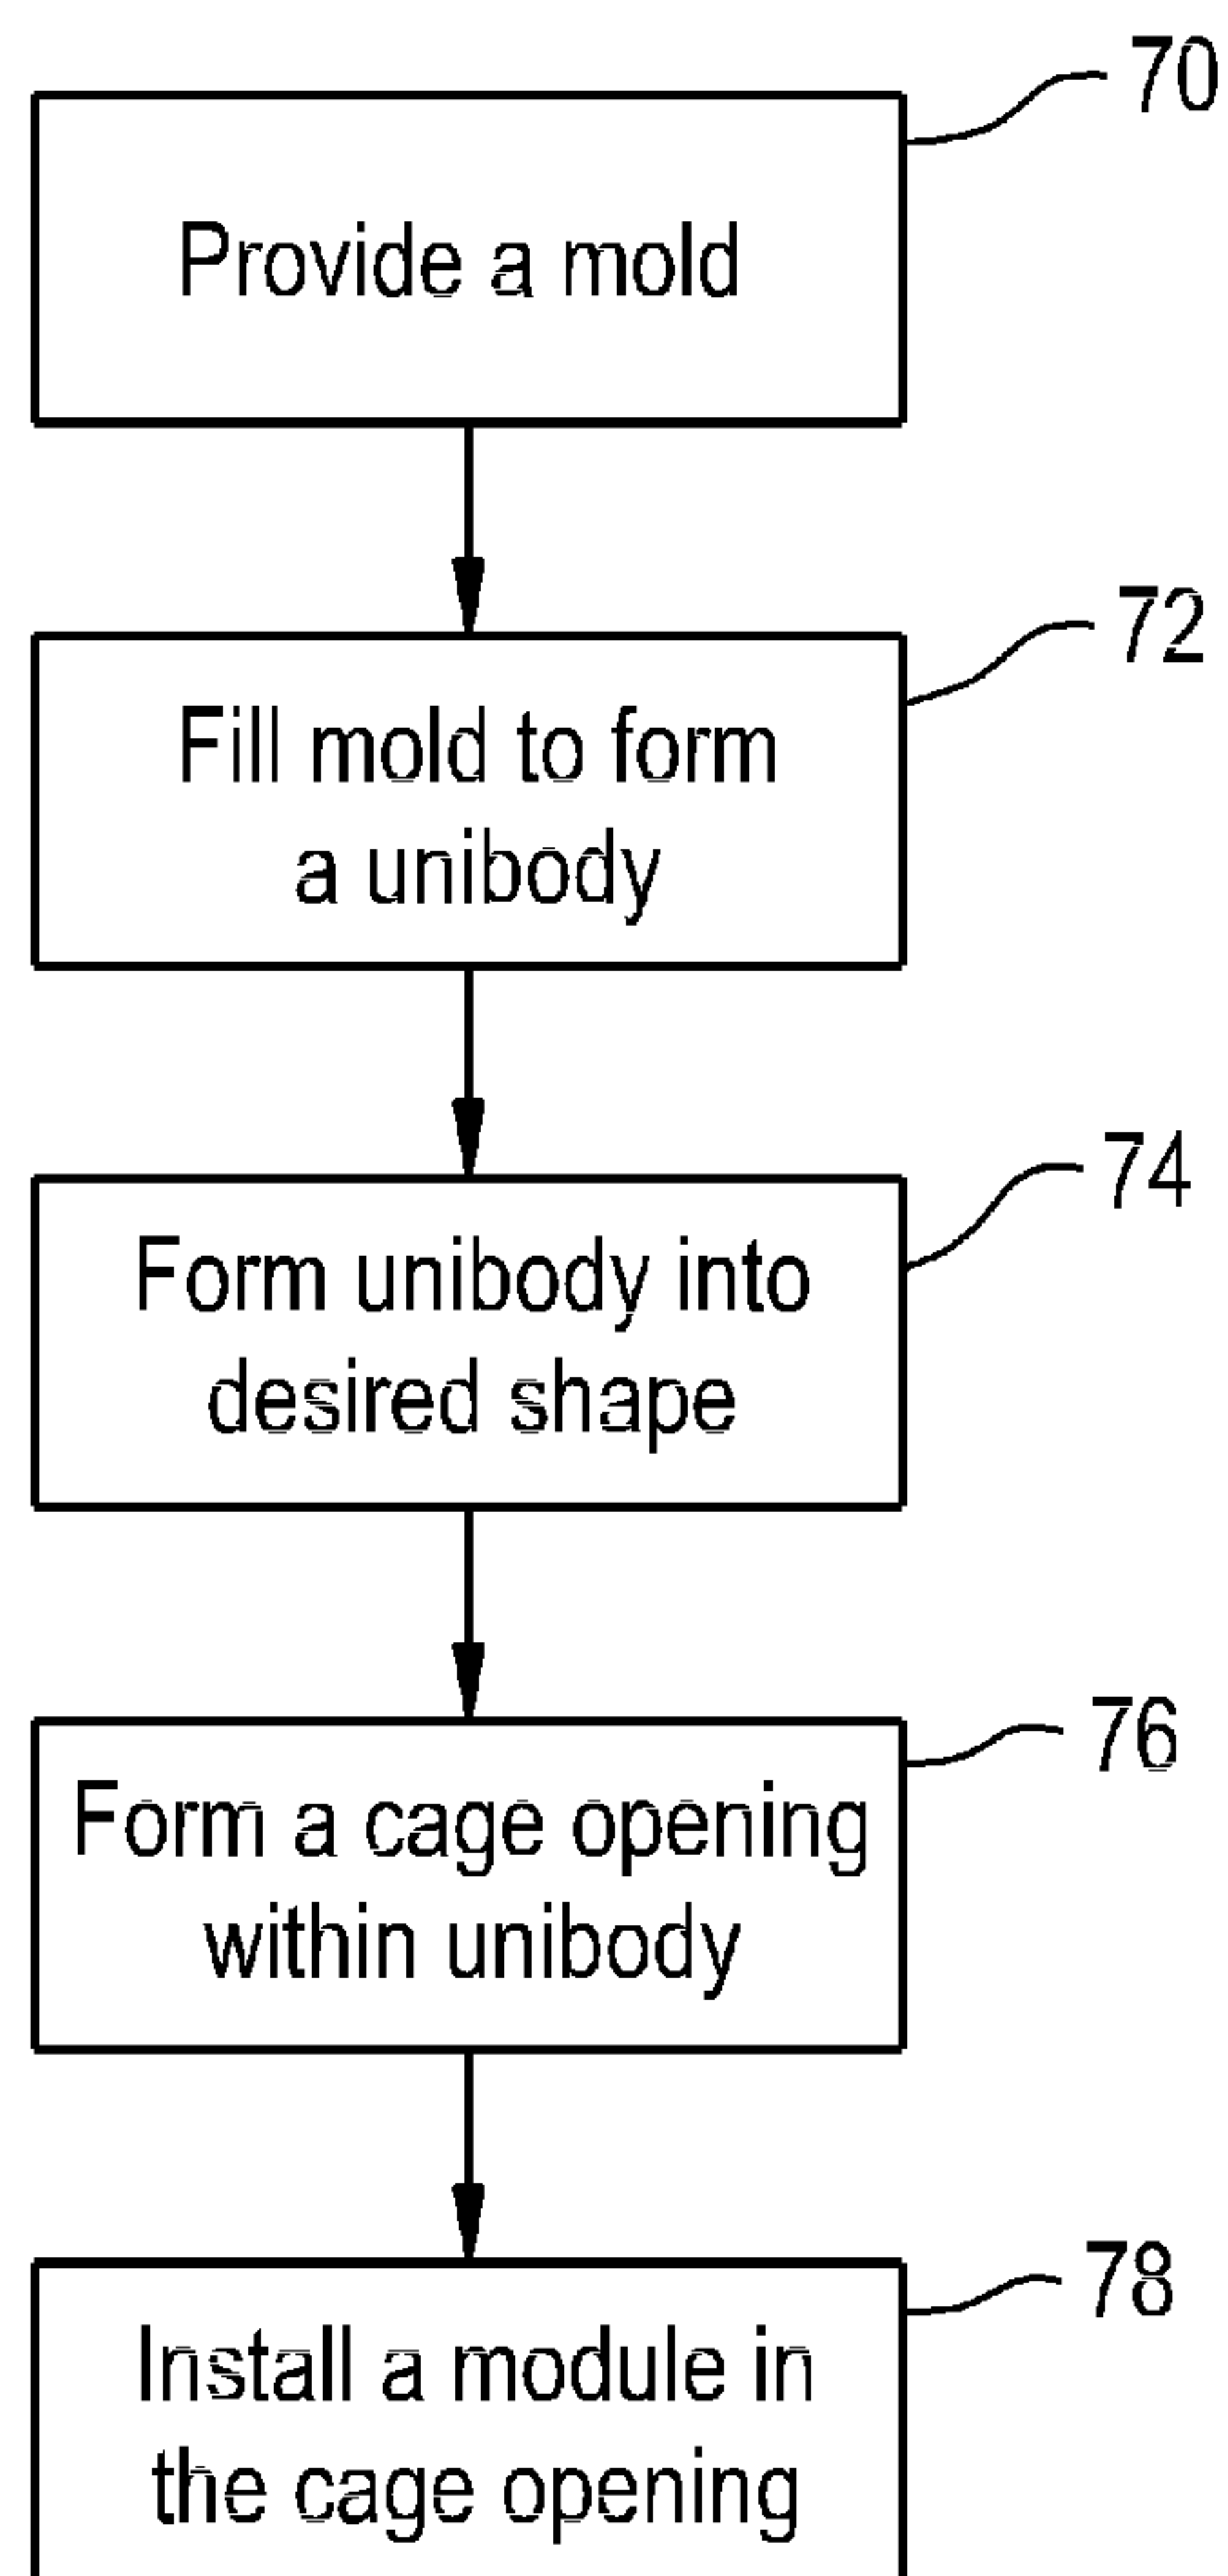 70
Provide a mold
72
Fill mold to form
a unibody
74
Form unibody into
desired shape
76
Form a cage opening
within unibody
78
Install a module in
the cage opening